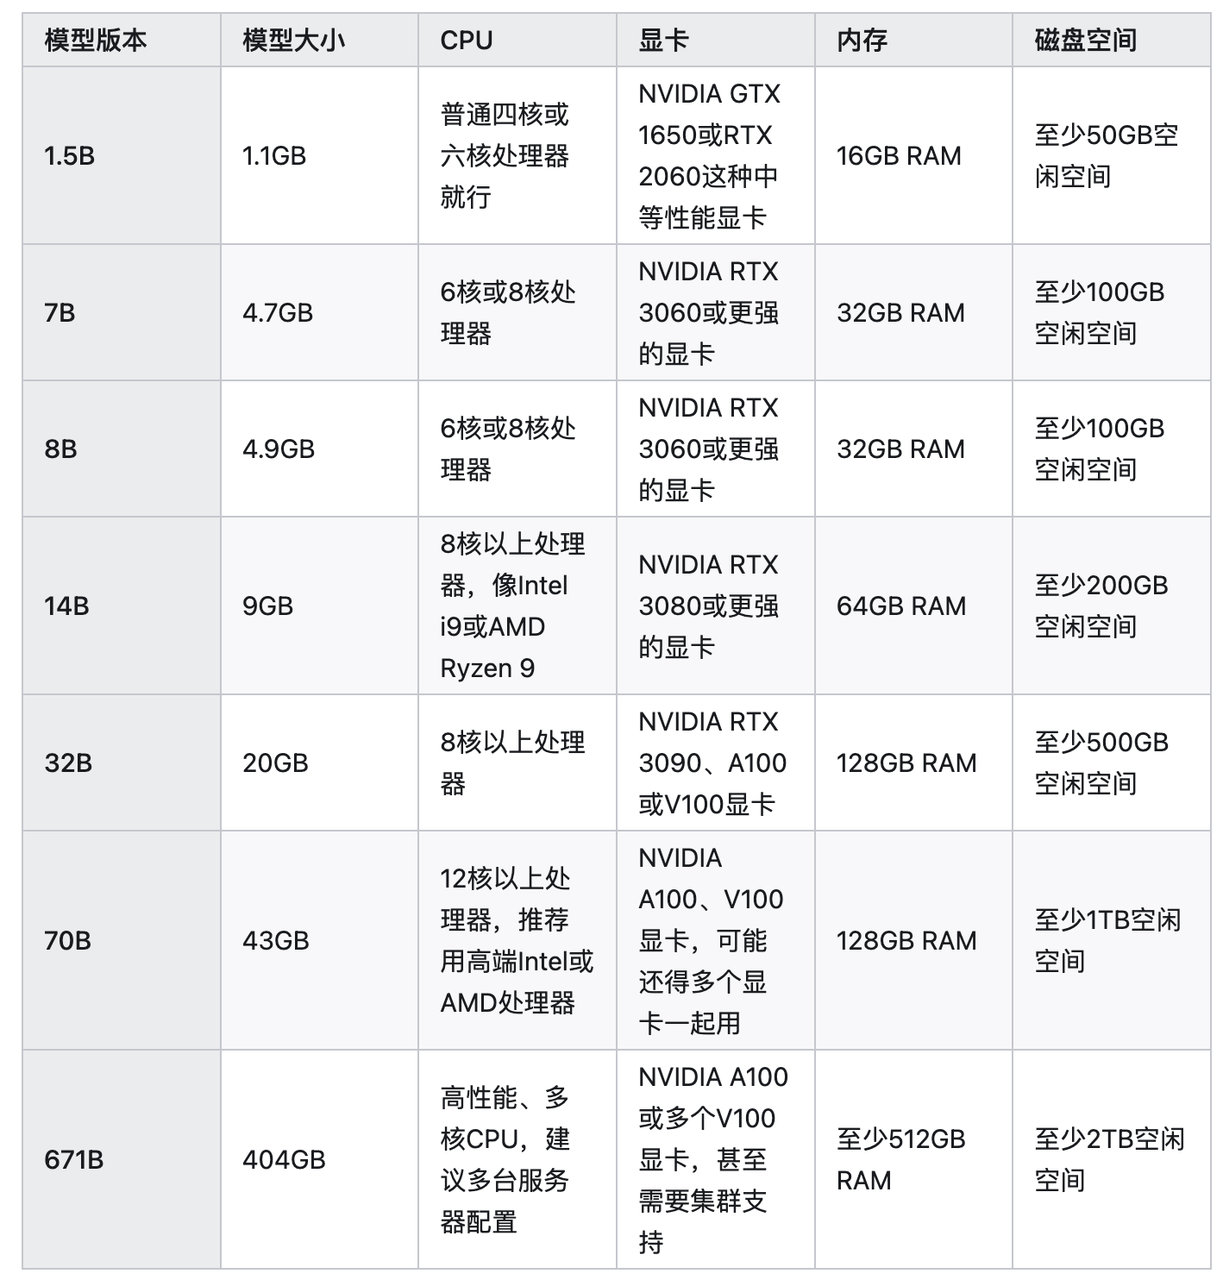 模型版本 模型大小 CPU 显卡 内存 磁盘空间
1.5B
1.1GB
普通四核或
六核处理器
就行
NVIDIA GTX
1650或RTX
2060这种中
等性能显卡
16GB RAM
至少50GB空
闲空间
7B
4.7GB
6核或8核处
理器
NVIDIA RTX
3060或更强
的显卡
32GB RAM
至少100GB
空闲空间
8B
4.9GB
6核或8核处
理器
NVIDIA RTX
3060或更强
的显卡
32GB RAM
至少100GB
空闲空间
14B
9GB
8核以上处理
器，像Intel
i9或AMD
Ryzen 9
NVIDIA RTX
3080或更强
的显卡
64GB RAM
至少200GB
空闲空间
32B
20GB
8核以上处理
器
NVIDIA RTX
3090、A100
或V100显卡
128GB RAM
至少500GB
空闲空间
70B
43GB
12核以上处
理器，推荐
用高端Intel或
AMD处理器
NVIDIA
A100、V100
显卡，可能
还得多个显
卡一起用
128GB RAM
至少1TB空闲
空间
671B
404GB
高性能、多
核CPU，建
议多台服务
器配置
NVIDIA A100
或多个V100
显卡，甚至
需要集群支
持
至少512GB
RAM
至少2TB空闲
空间